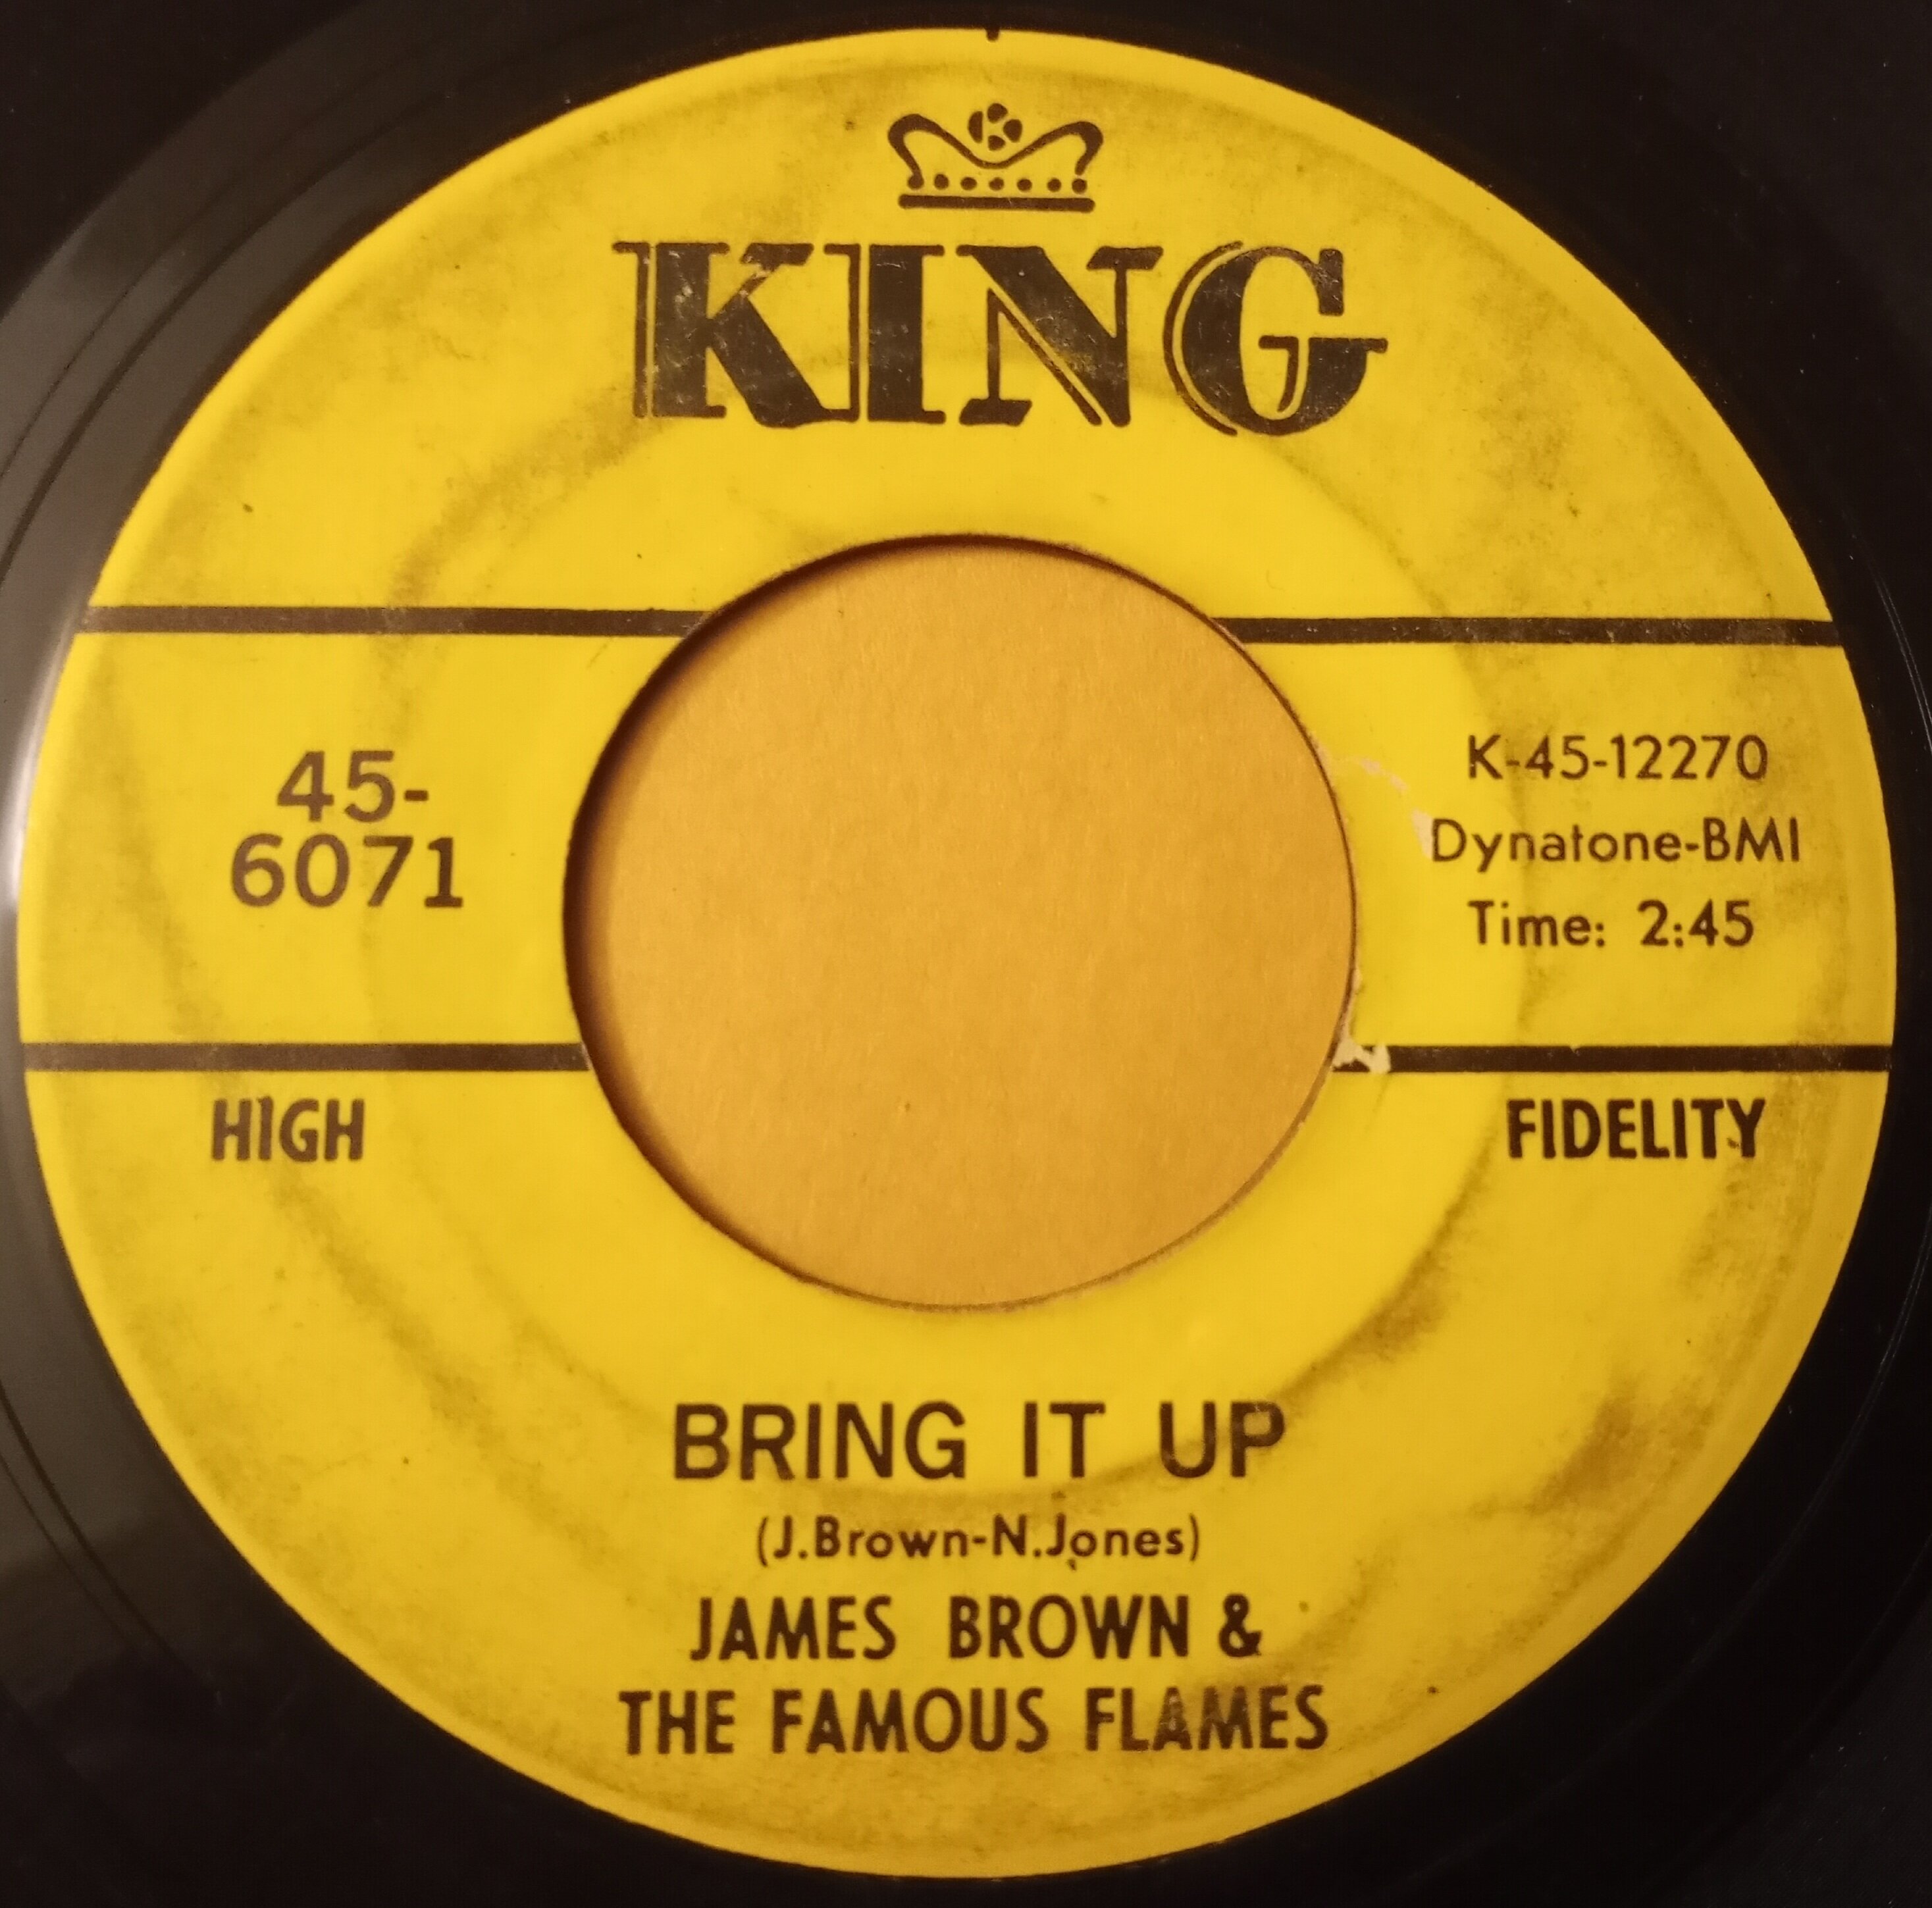 KING
45-
6071
K-45-12270
Dynatone-BMI
Time: 2:45
HIGH
FIDELITY
BRING IT UP
(J.Brown-N.Jones)
JAMES BROWN &
THE FAMOUS FLAMES